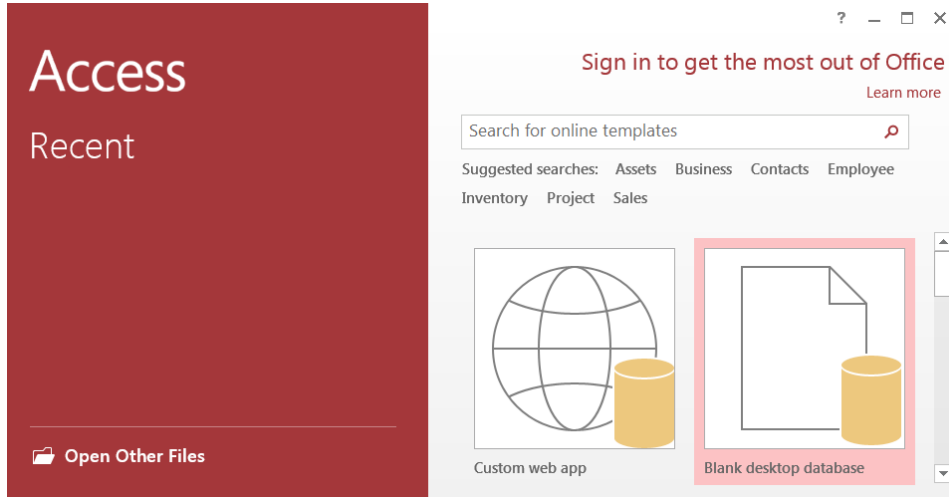 Access
Recent
Open Other Files
?
Sign in to get the most out of Office
Learn more
Search for online templates
Suggested searches: Assets Business Contacts Employee
Inventory Project Sales
Custom web app
Blank desktop database